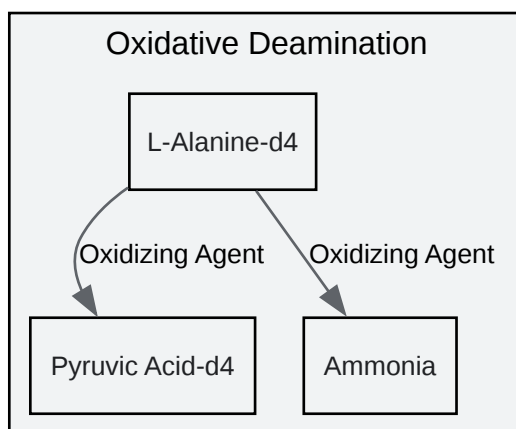 Oxidative Deamination
L-Alanine-d4
Oxidizing Agent
Oxidizing Agent
Pyruvic Acid-d4
Ammonia